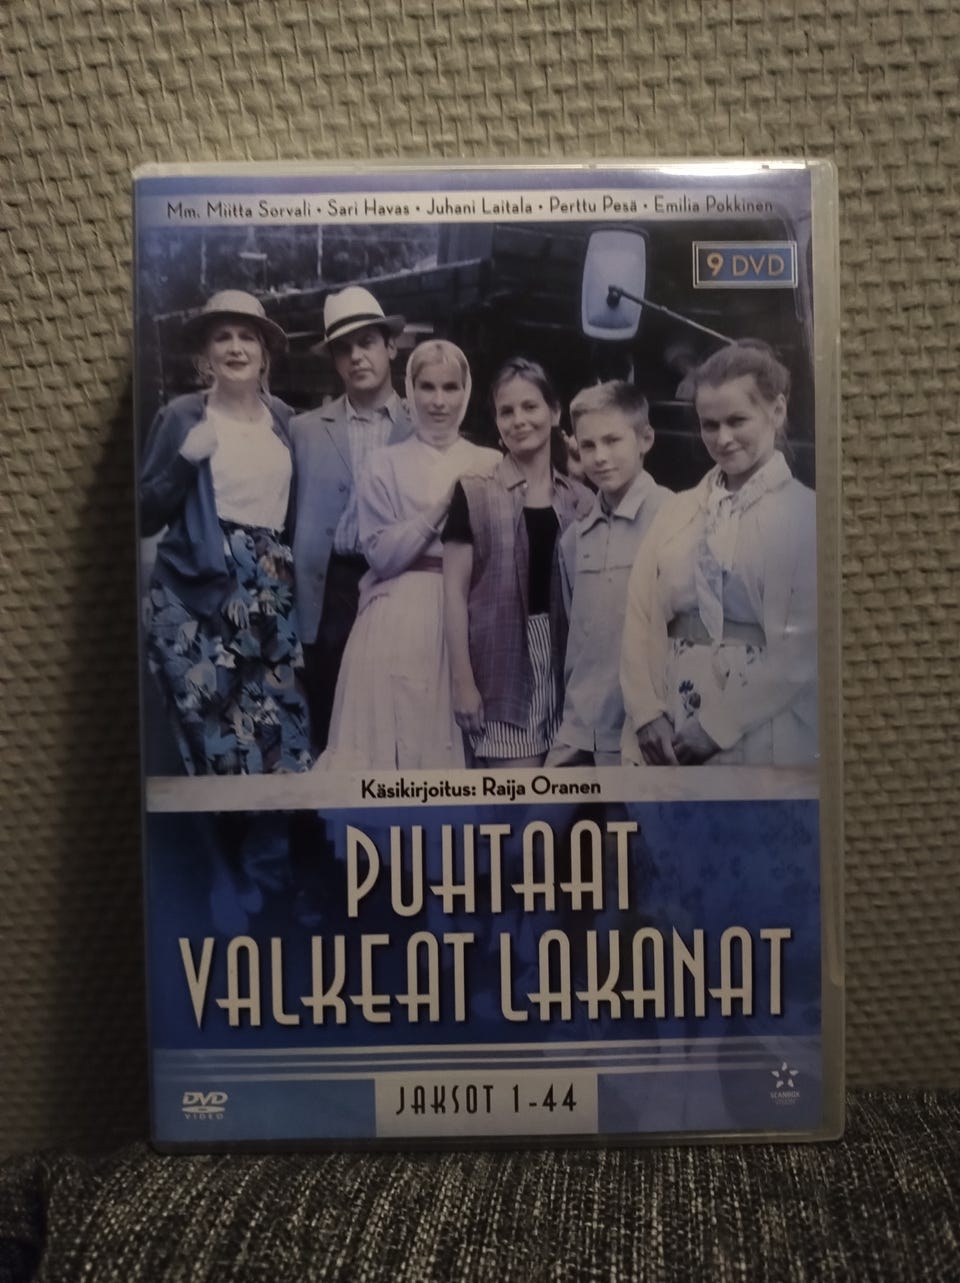 Mm. Miitta Sorvali • Sari Havas • Juhani Laitala • Perttu Pesä • Emilia Pokkinen
9 DVD
Käsikirjoitus: Raija Oranen
PUHTAAT
VALKEAT LAKANAT
JAKSOT 1-44
DVD
VIDEO
SCANBOX